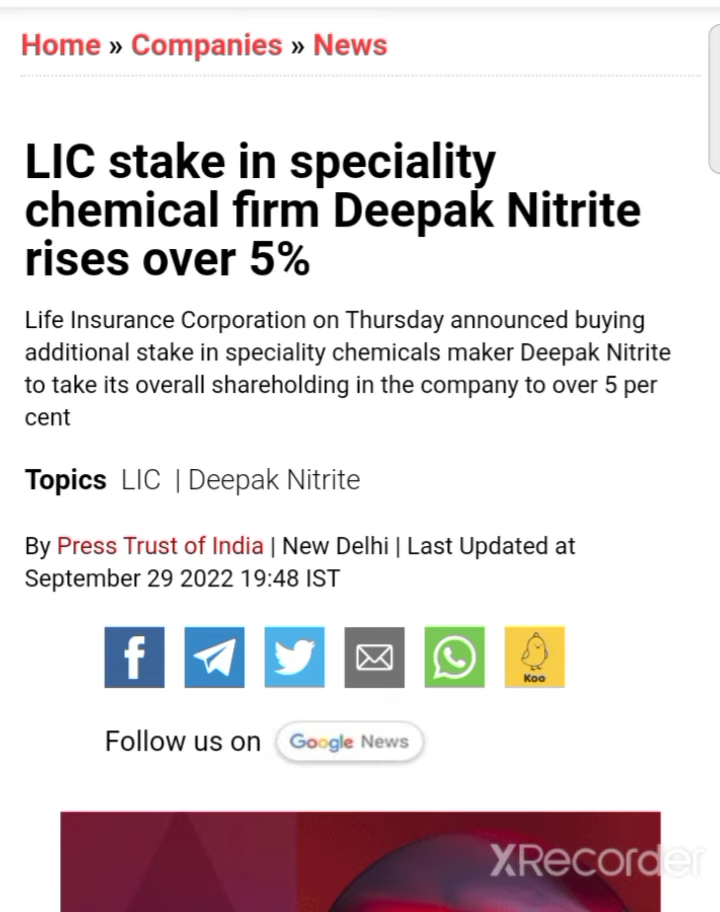 Home » Companies » News
LIC stake in speciality
chemical firm Deepak Nitrite
rises over 5%
Life Insurance Corporation on Thursday announced buying
additional stake in speciality chemicals maker Deepak Nitrite
to take its overall shareholding in the company to over 5 per
cent
Topics LIC | Deepak Nitrite
By Press Trust of India | New Delhi | Last Updated at
September 29 2022 19:48 IST
Koo
Follow us on Google News
XRecorder